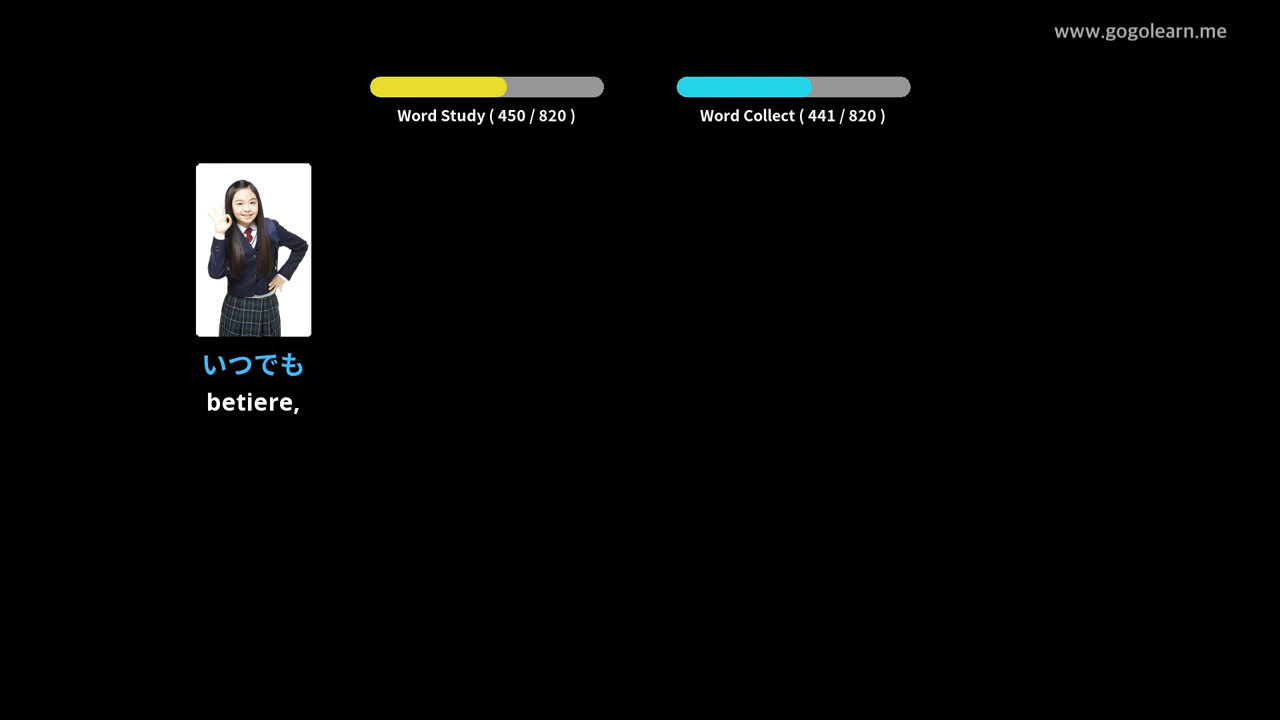 www.gogolearn.me
Word Study ( 450 / 820 )
Word Collect ( 441 / 820 )
いつでも
betiere,